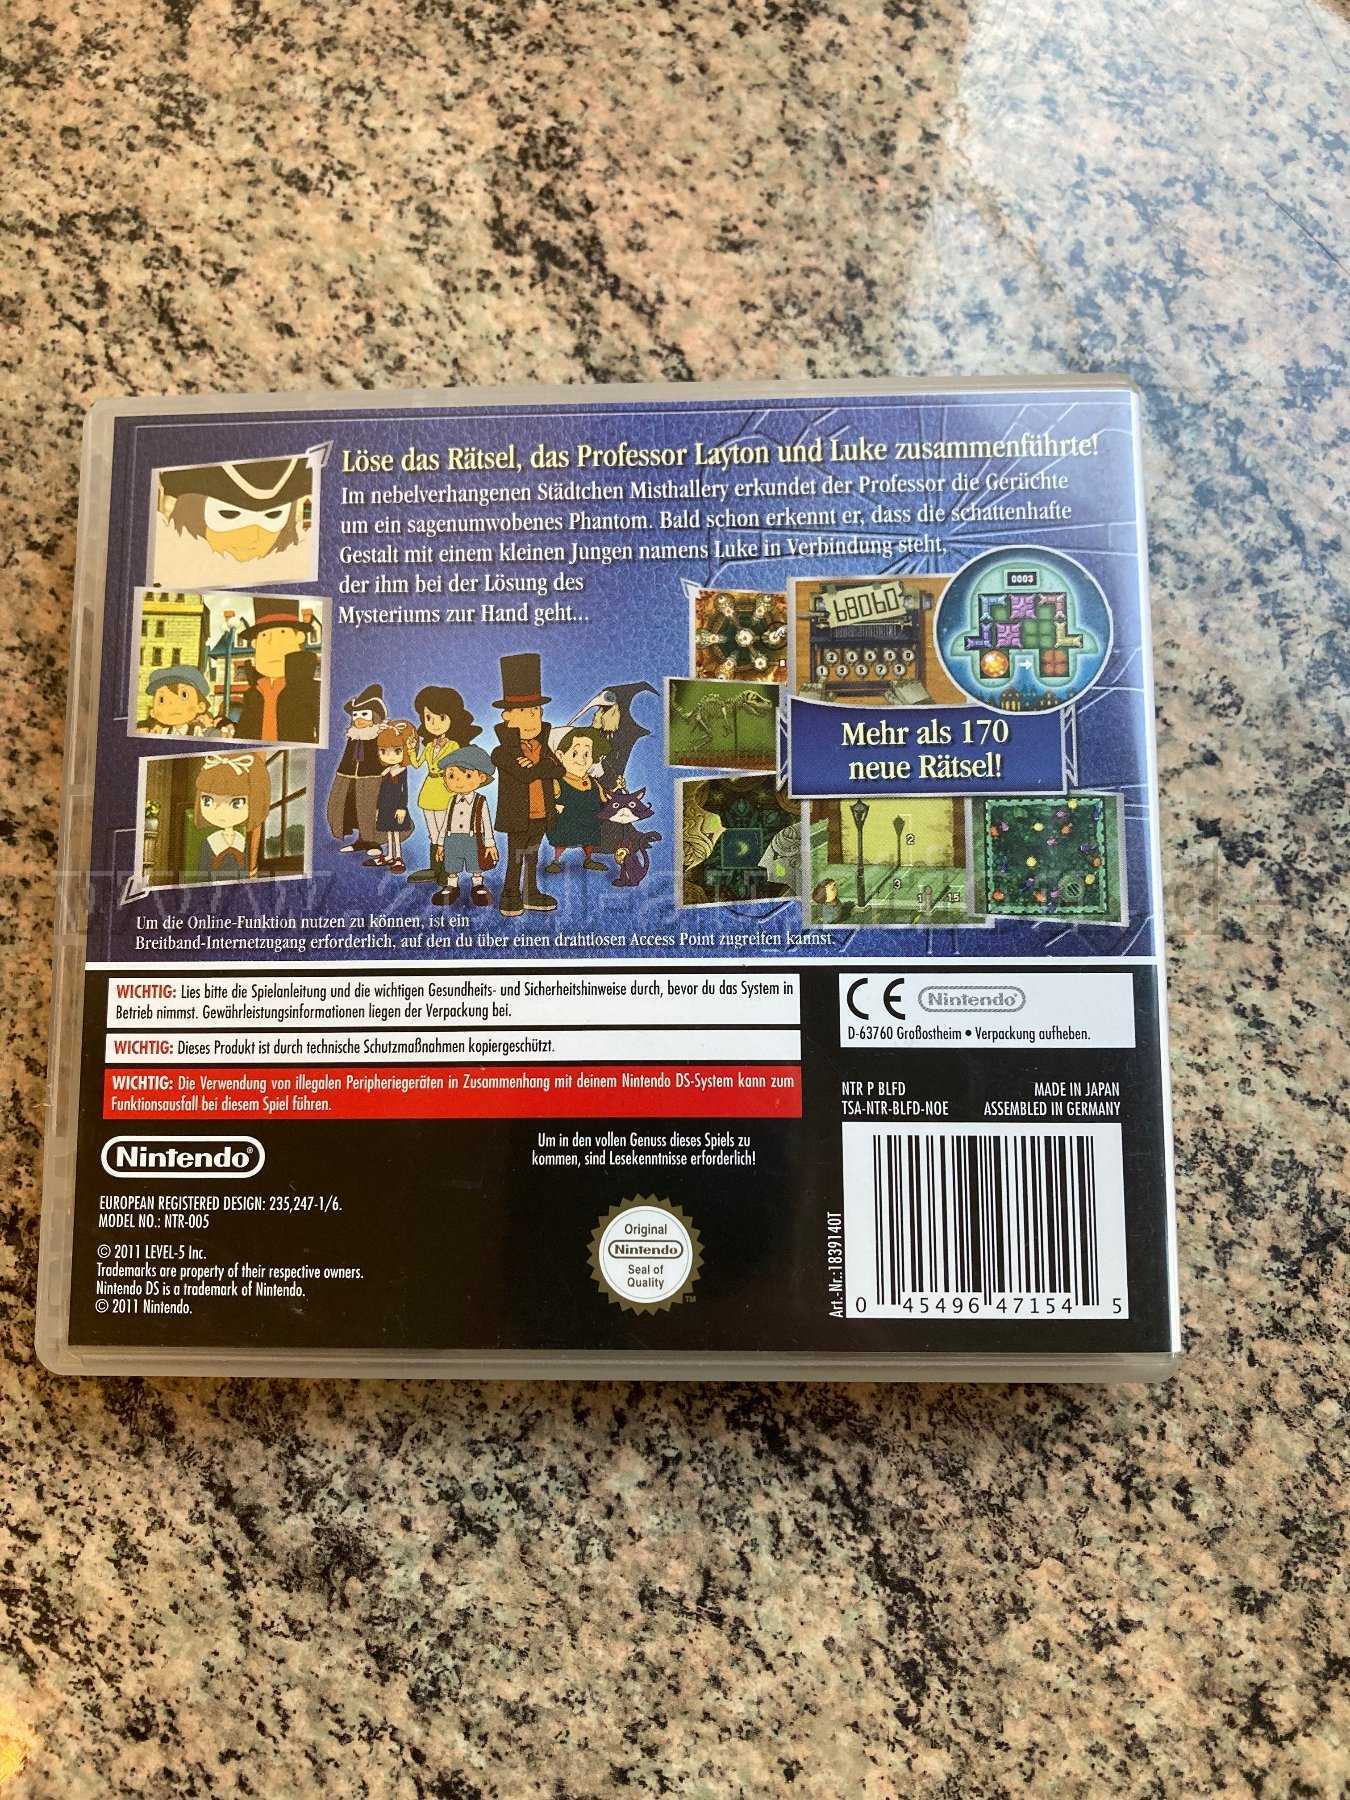 Löse das Rätsel, das Professor Layton und Luke zusammenführte!
Im nebelverhangenen Städtchen Misthallery erkundet der Professor die Gerüchte
um ein sagenumwobenes Phantom. Bald schon erkennt er, dass die schattenhafte
Gestalt mit einem kleinen Jungen namens Luke in Verbindung steht,
der ihm bei der Lösung des
Mysteriums zur Hand geht...
0003
68060
Mehr als 170
neue Rätsel!
2
3
1
1.5
Um die Online-Funktion nutzen zu können, ist ein
Breitband-Internetzugang erforderlich, auf den du über einen drahtlosen Access Point zugreifen kannst.
WICHTIG: Lies bitte die Spielanleitung und die wichtigen Gesundheits- und Sicherheitshinweise durch, bevor du das System in
Betrieb nimmst. Gewährleistungsinformationen liegen der Verpackung bei.
WICHTIG: Dieses Produkt ist durch technische Schutzmaßnahmen kopiergeschützt.
WICHTIG: Die Verwendung von illegalen Peripheriegeräten in Zusammenhang mit deinem Nintendo DS-System kann zum
Funktionsausfall bei diesem Spiel führen.
CE Nintendo®
D-63760 Großostheim • Verpackung aufheben.
NTR P BLFD MADE IN JAPAN
TSA-NTR-BLFD-NOE ASSEMBLED IN GERMANY
Nintendo®
Um in den vollen Genuss dieses Spiels zu
kommen, sind Lesekenntnisse erforderlich!
EUROPEAN REGISTERED DESIGN: 235,247-1/6.
MODEL NO.: NTR-005
© 2011 LEVEL-5 Inc.
Trademarks are property of their respective owners.
Nintendo DS is a trademark of Nintendo.
© 2011 Nintendo.
Original
Nintendo
Seal of
Quality
TM
Art.-Nr.:1839140T
0 45496 47154 5